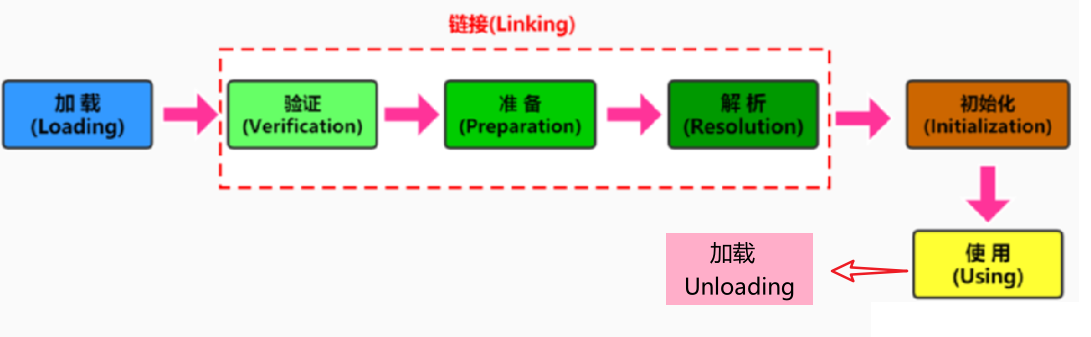 链接(Linking)
加 载
(Loading)
验证
(Verification)
准 备
(Preparation)
解 析
(Resolution)
初始化
(Initialization)
使 用
(Using)
加载
Unloading